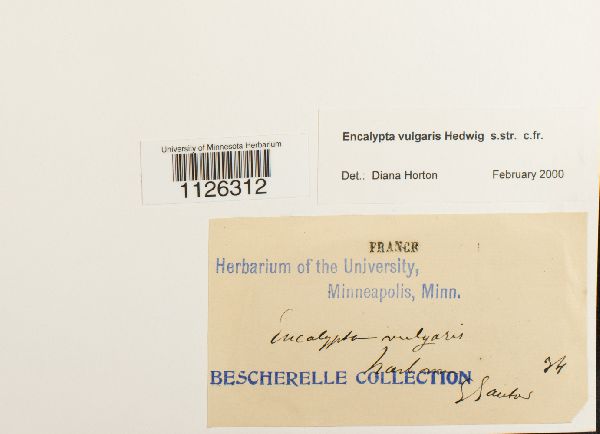 University of Minnesota Herbarium
1126312
Encalypta vulgaris Hedwig s.str. c.fr.
Det.: Diana Horton February 2000
FRANCE
Herbarium of the University,
Minneapolis, Minn.
Encalypta vulgaris
BESCHERELLE COLLECTION